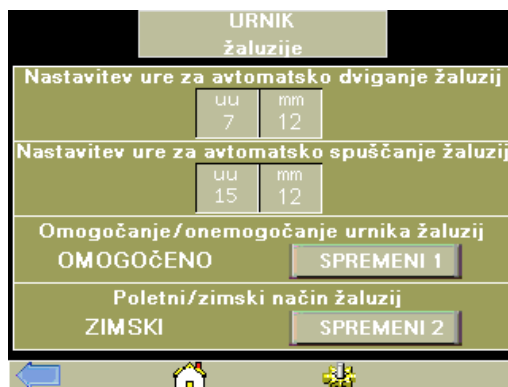 URNIK
žaluzije
Nastavitev ure za avtomatsko dviganje žaluzij
uu mm
7 12
Nastavitev ure za avtomatsko spuščanje žaluzij
uu mm
15 12
Omogočanje/onemogočanje urnika žaluzij
OMOGOčENO SPREMENI 1
Poletni/zimski način žaluzij
ZIMSKI SPREMENI 2